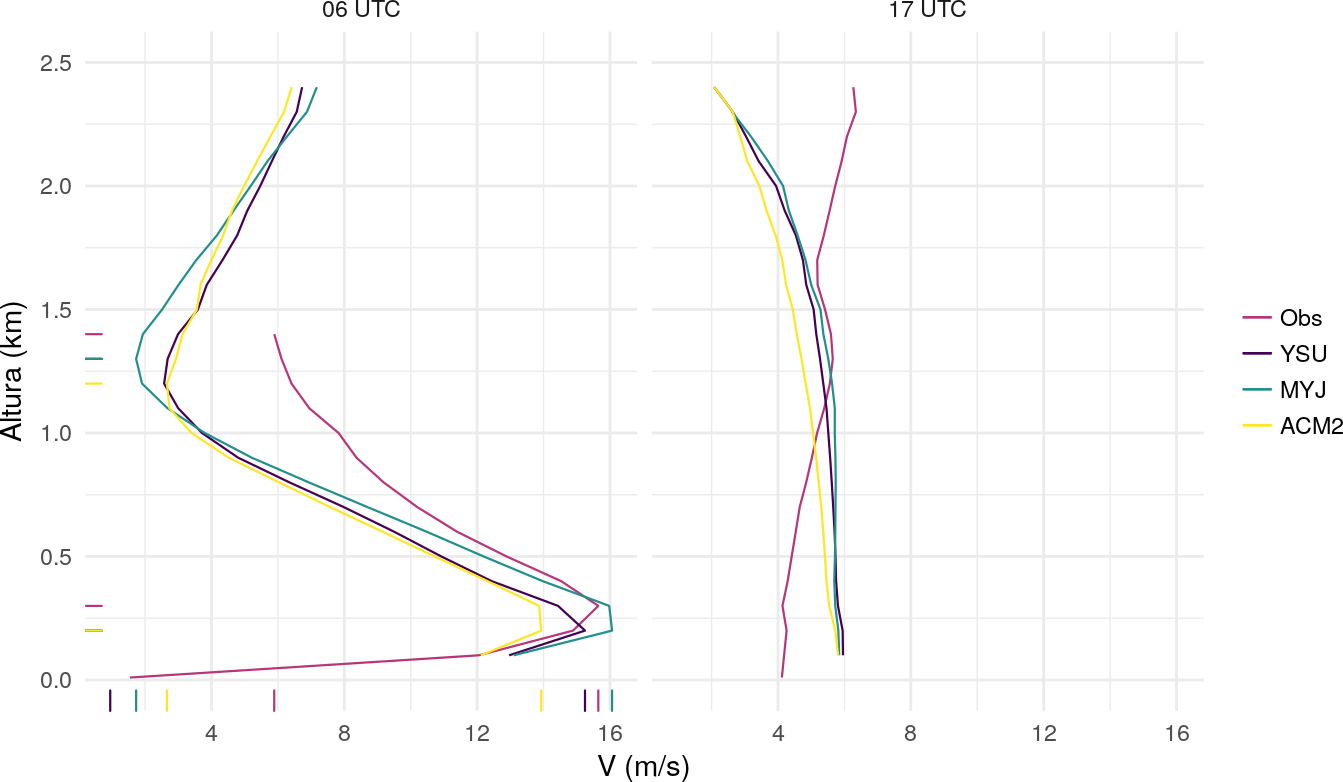 06 UTC 17 UTC
2.5
2.0
1.5
1.0
0.5
0.0
Altura (km)
4 8 12 16 4 8 12 16
V (m/s)
Obs
YSU
MYJ
ACM2